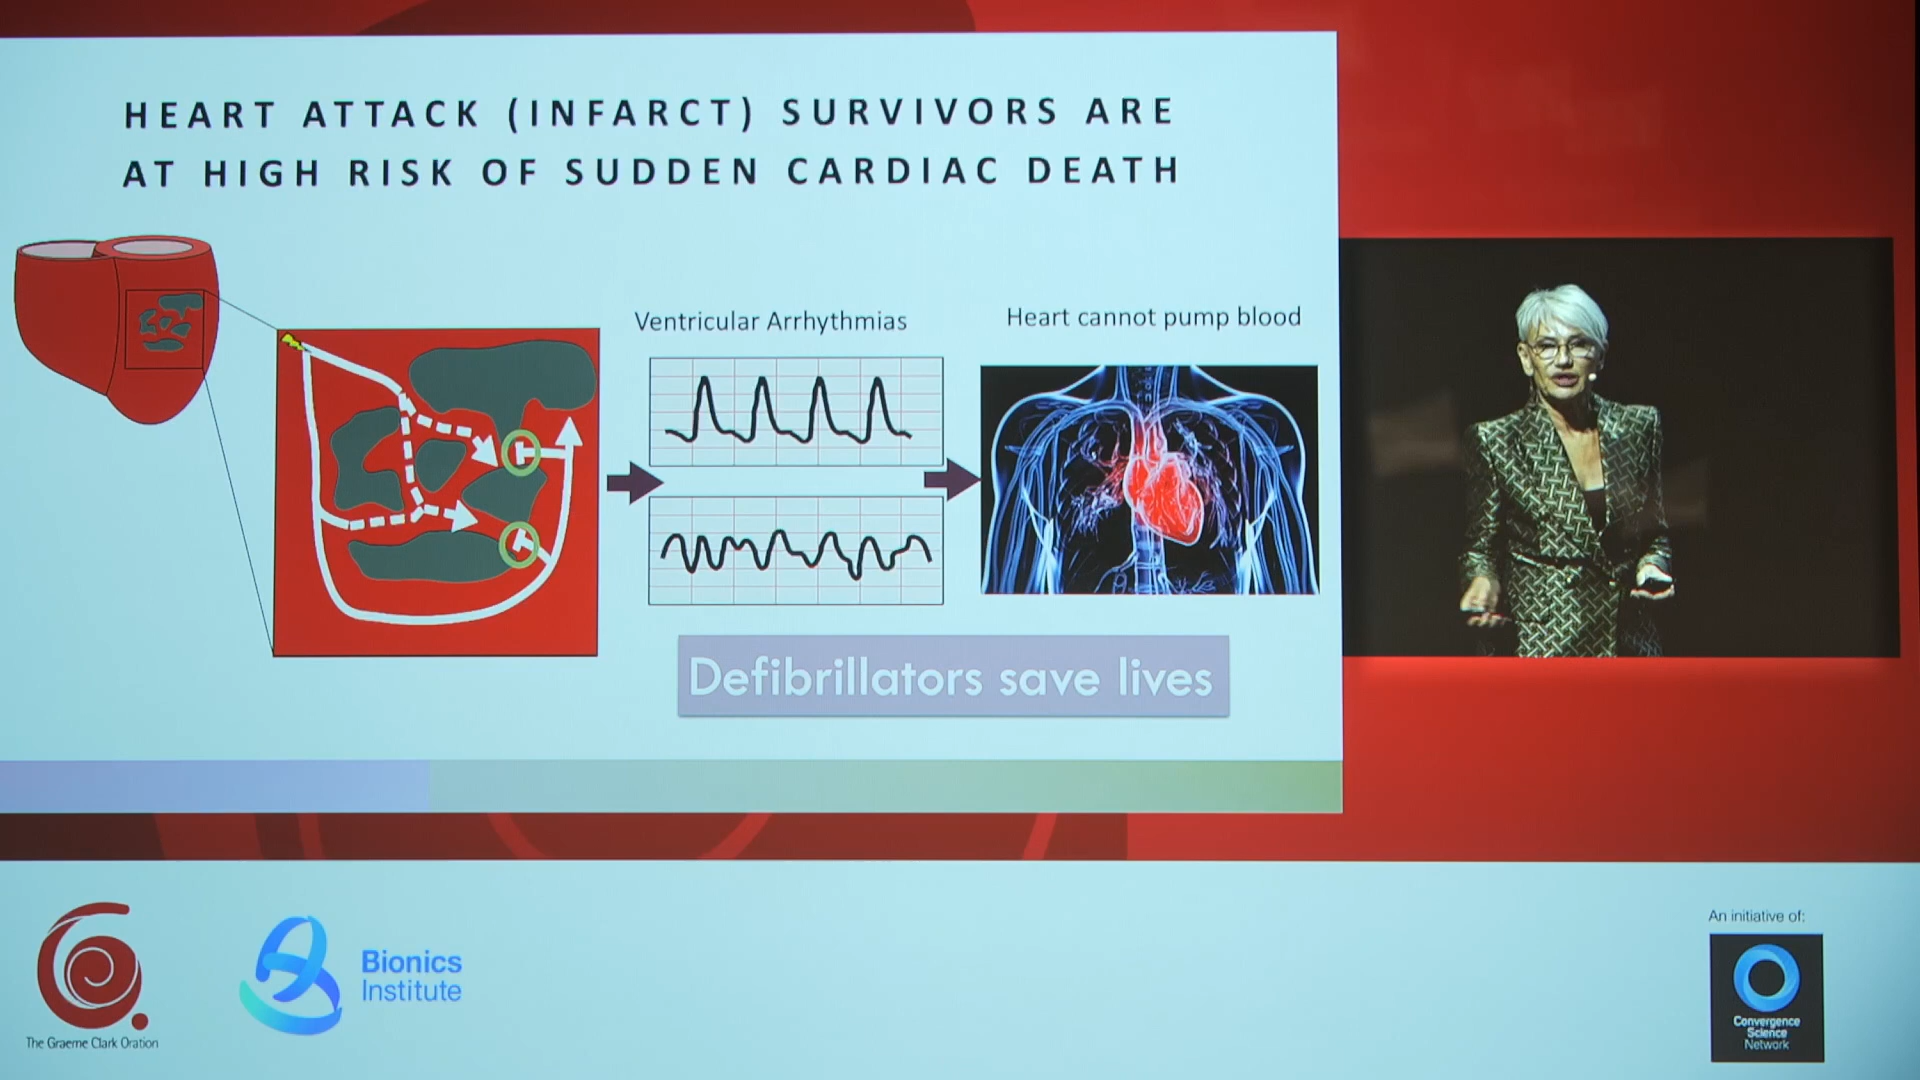 HEART ATTACK (INFARCT) SURVIVORS ARE
AT HIGH RISK OF SUDDEN CARDIAC DEATH
Ventricular Arrhythmias
Heart cannot pump blood
Defibrillators save lives
The Graeme Clark Oration
Bionics
Institute
An initiative of:
Convergence
Science
Network